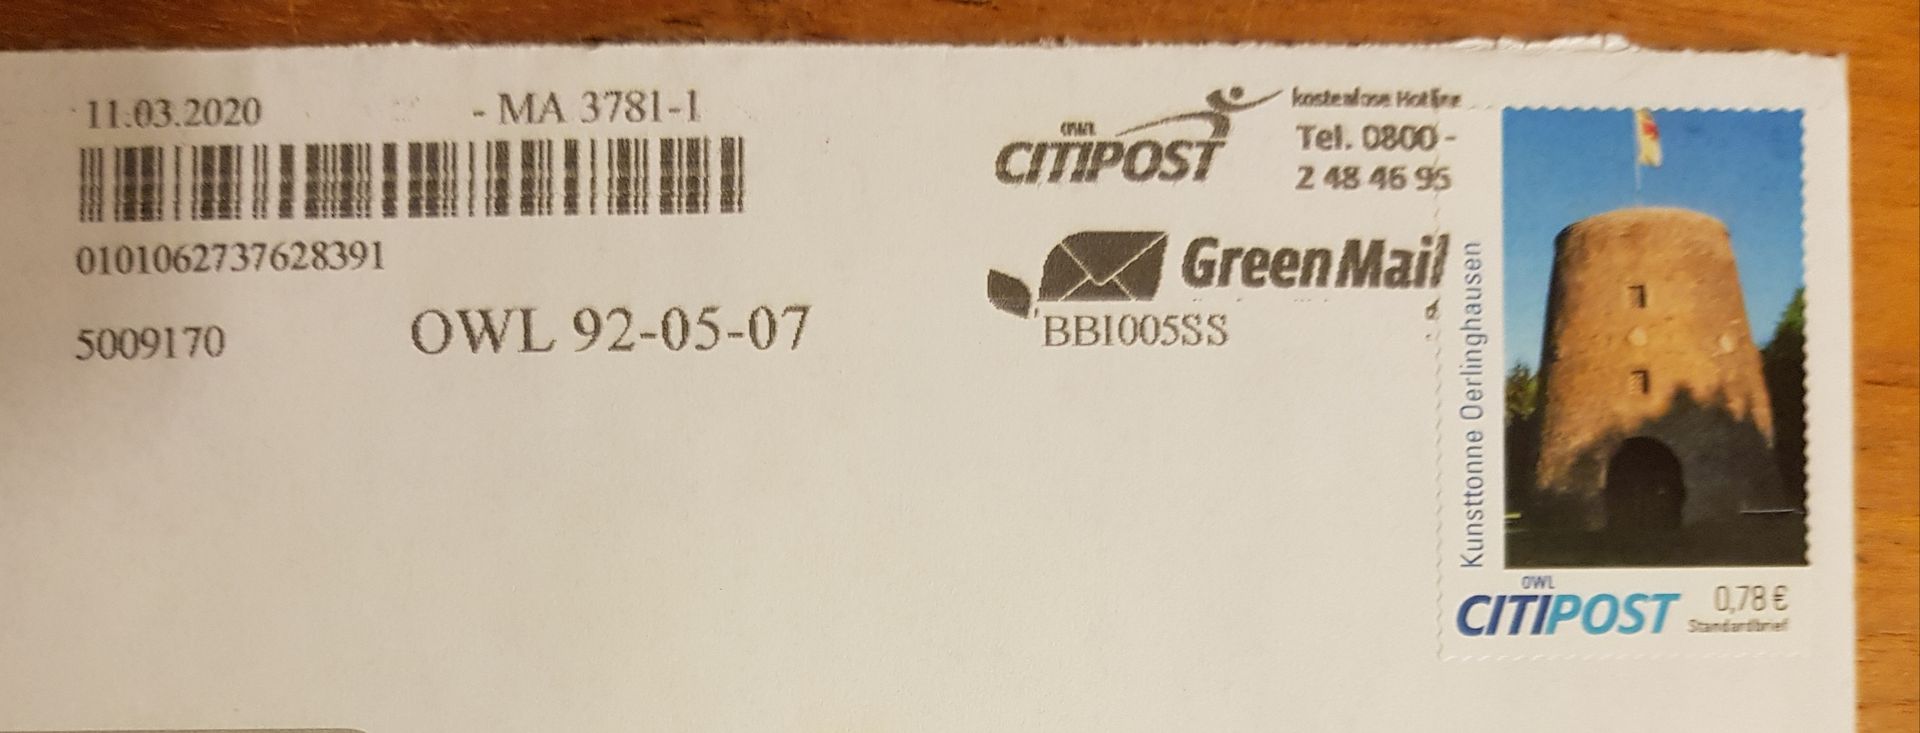 11.03.2020 - MA 3781-1
0101062737628391
5009170 OWL 92-05-07
OWL
CITIPOST
kostenlose Hotline
Tel. 0800 -
2 48 46 95
GreenMail
BBI005SS
Kunsttonne Oerlinghausen
OWL
CITIPOST
0,78 €
Standardbrief